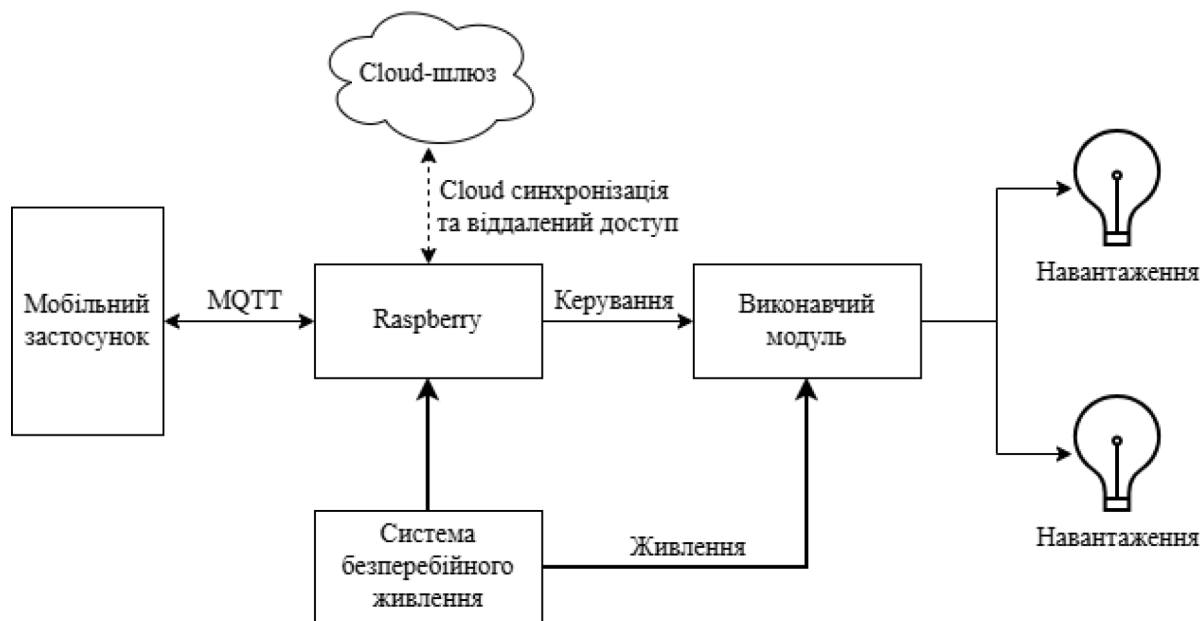 Cloud-шлюз
Cloud синхронізація
та віддалений доступ
Мобільний
застосунок
MQTT
Raspberry
Керування
Виконавчий
модуль
Навантаження
Навантаження
Система
безперебійного
живлення
Живлення